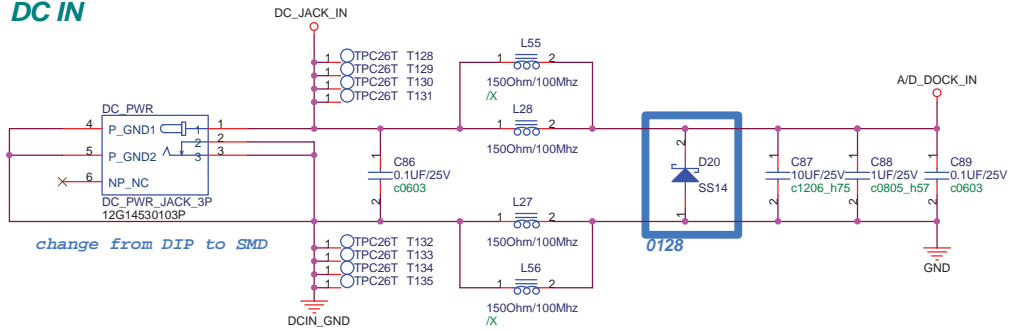 DC IN
DC_JACK_IN
1 TPC26T T128
1 TPC26T T129
1 TPC26T T130
1 TPC26T T131
L55
1 2
150Ohm/100Mhz
/X
L28
1 2
150Ohm/100Mhz
A/D_DOCK_IN
DC_PWR
4 P_GND1 1 1
2 2
5 P_GND2 3 3
6 NP_NC
DC_PWR_JACK_3P
12G14530103P
change from DIP to SMD
1
C86
0.1UF/25V
c0603
2
2
D20
SS14
1
0128
1
C87
10UF/25V
c1206_h75
2
1
C88
1UF/25V
c0805_h57
2
1
C89
0.1UF/25V
c0603
2
GND
L27
1 2
150Ohm/100Mhz
L56
1 2
150Ohm/100Mhz
/X
1 TPC26T T132
1 TPC26T T133
1 TPC26T T134
1 TPC26T T135
DCIN_GND